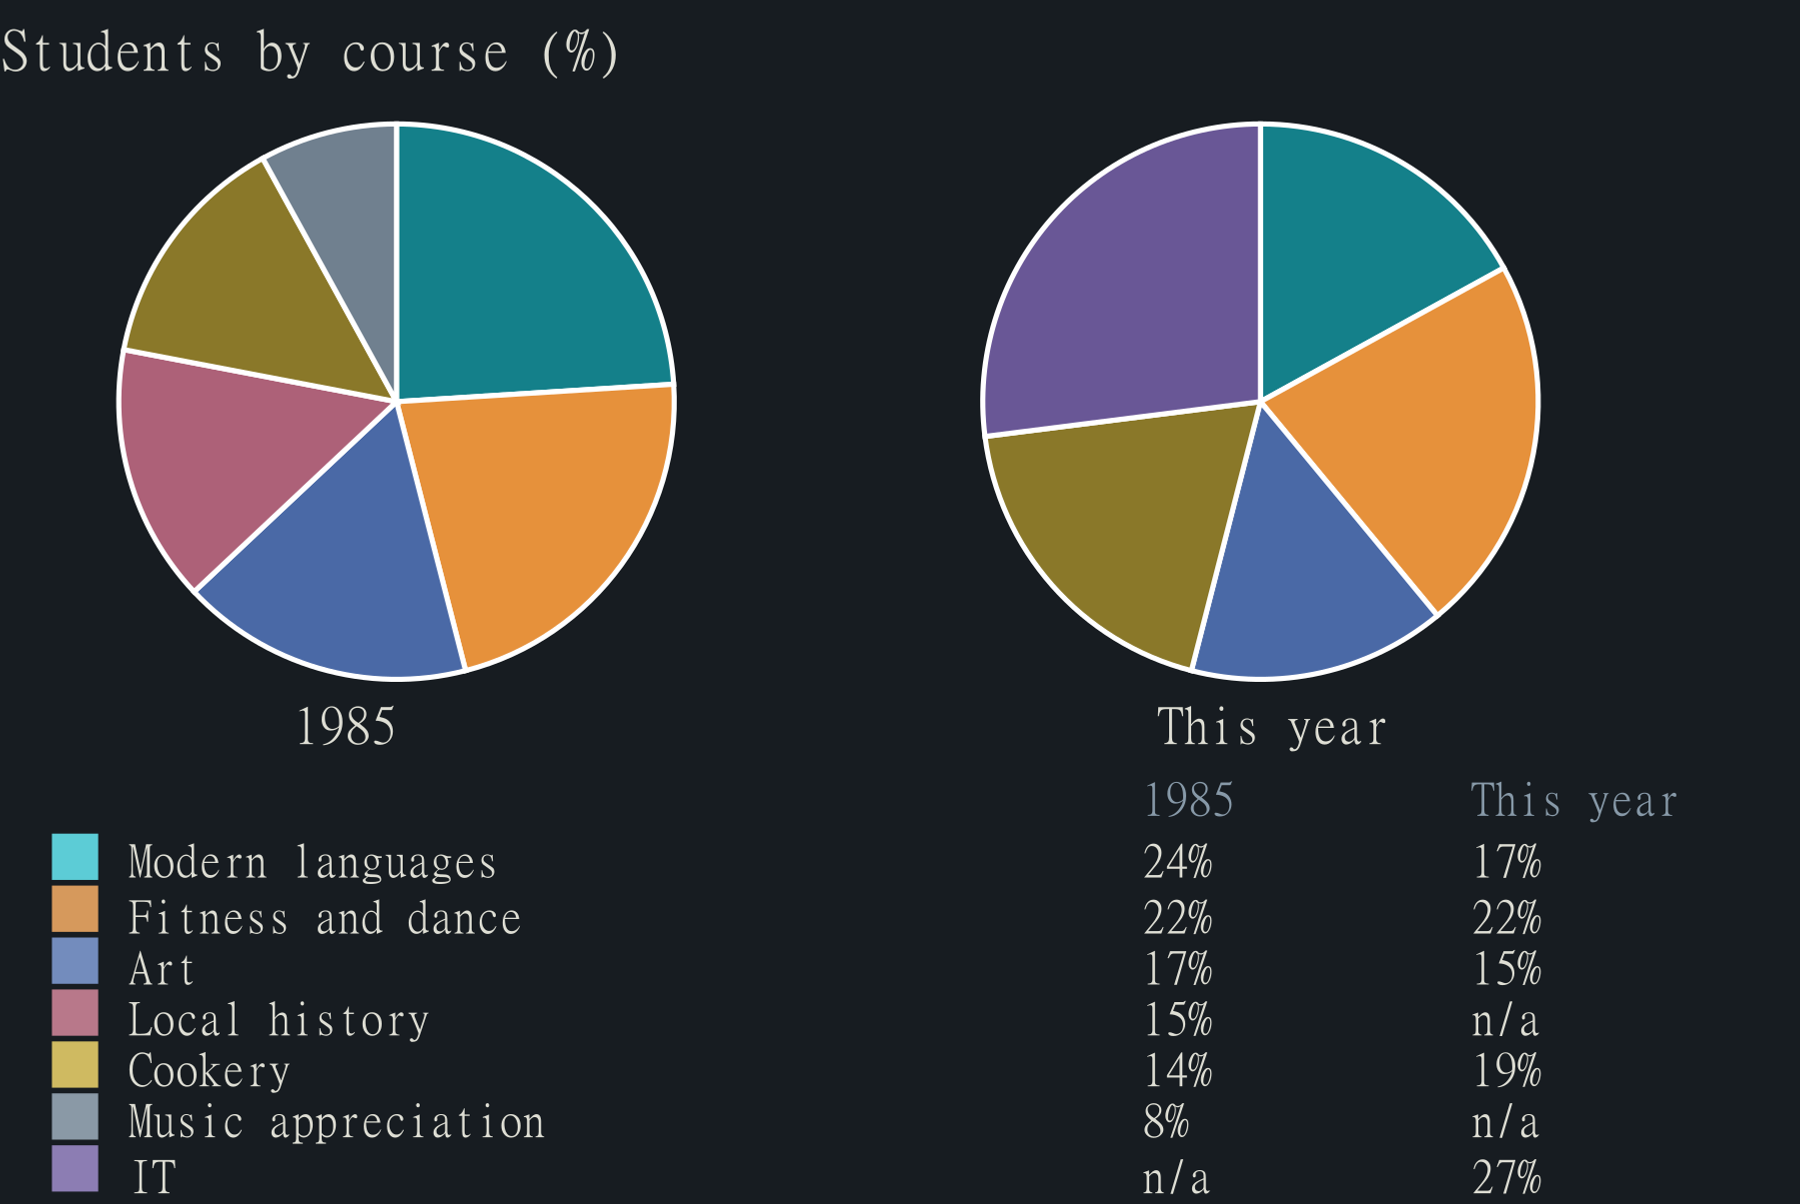 Students by course (%)
1985
This year
1985 This year
Modern languages 24% 17%
Fitness and dance 22% 22%
Art 17% 15%
Local history 15% n/a
Cookery 14% 19%
Music appreciation 8% n/a
IT n/a 27%